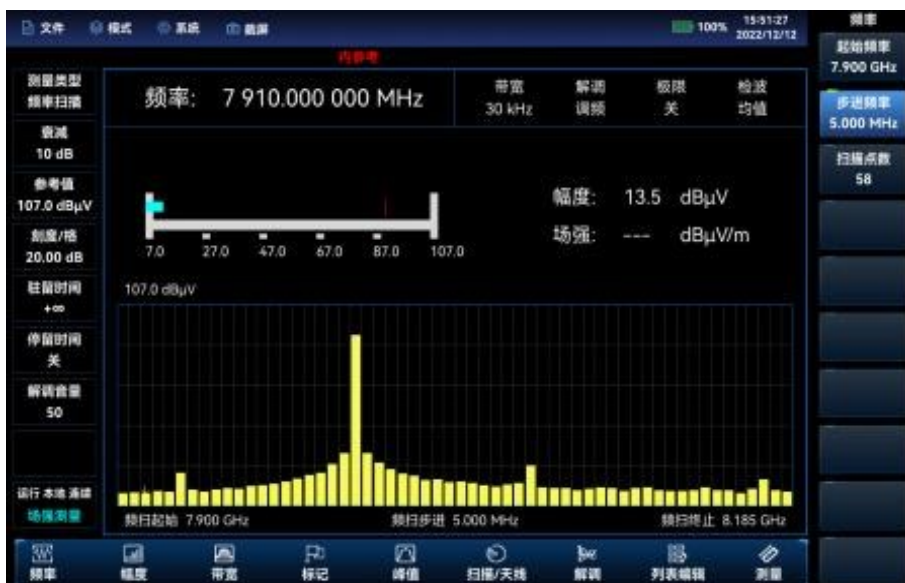 文件 模式 系统 截屏 100% 15:51:27
2022/12/12
频率
内参考
起始频率
7.900 GHz
步进频率
5.000 MHz
扫描点数
58
测量类型
频率扫描
衰减
10 dB
参考值
107.0 dBμV
刻度/格
20.00 dB
驻留时间
+∞
停留时间
关
解调音量
50
运行 本地 连续
场强测量
频率: 7 910.000 000 MHz
带宽 解调 极限 检波
30 kHz 调频 关 均值
幅度: 13.5 dBμV
场强: --- dBμV/m
7.0 27.0 47.0 67.0 87.0 107.0
107.0 dBμV
频扫起始 7.900 GHz 频扫步进 5.000 MHz 频扫终止 8.185 GHz
频率 幅度 带宽 标记 峰值 扫描/天线 解调 列表编辑 测量